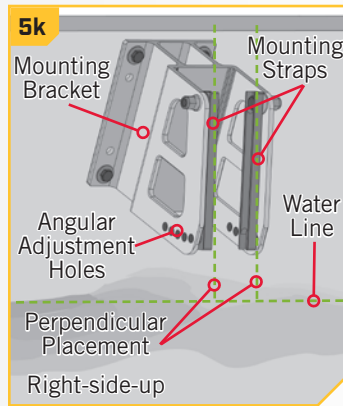 5k
Mounting
Bracket
Mounting
Straps
Angular
Adjustment
Holes
Water
Line
Perpendicular
Placement
Right-side-up